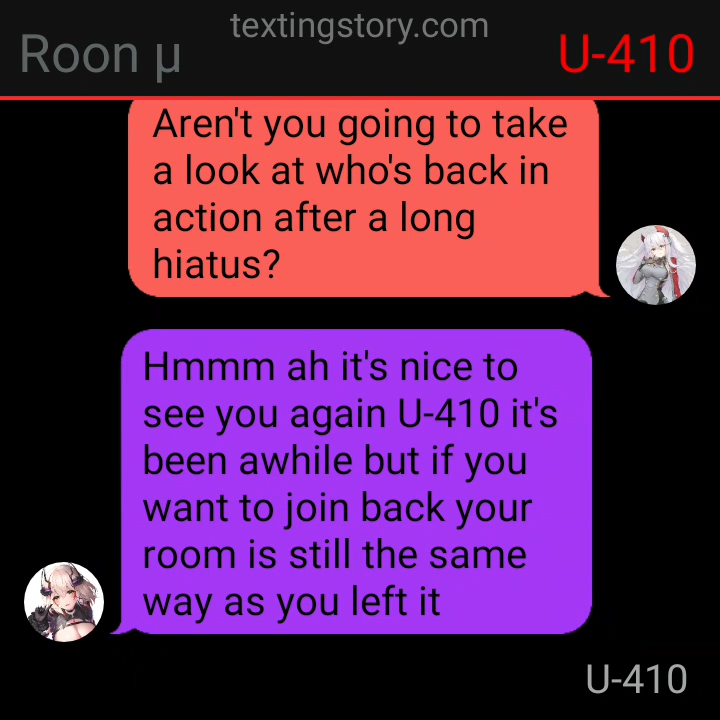 textingstory.com
Roon μ
U-410
Aren't you going to take
a look at who's back in
action after a long
hiatus?
Hmmm ah it's nice to
see you again U-410 it's
been awhile but if you
want to join back your
room is still the same
way as you left it
U-410